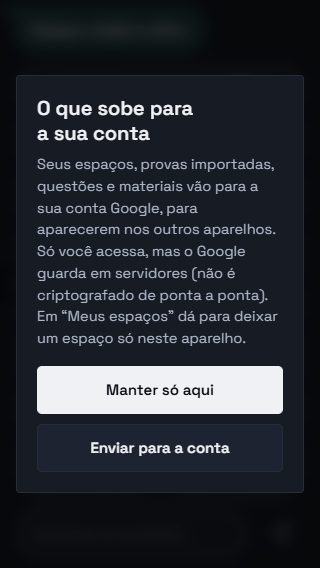 O que sobe para
a sua conta
Seus espaços, provas importadas,
questões e materiais vão para a
sua conta Google, para
aparecerem nos outros aparelhos.
Só você acessa, mas o Google
guarda em servidores (não é
criptografado de ponta a ponta).
Em “Meus espaços” dá para deixar
um espaço só neste aparelho.
Manter só aqui
Enviar para a conta